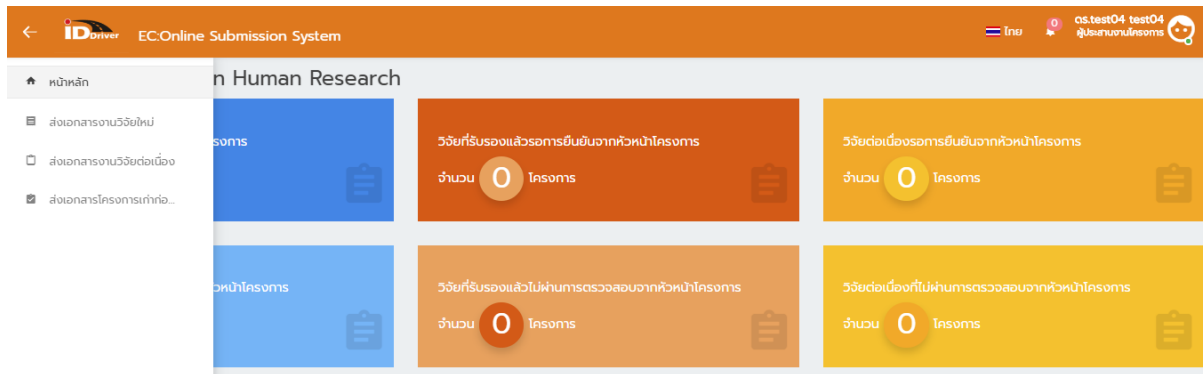 iDDriver EC:Online Submission System
ไทย
0
ดร.test04 test04
ผู้ประสานงานโครงการ
หน้าหลัก
ส่งเอกสารงานวิจัยใหม่
ส่งเอกสารงานวิจัยต่อเนื่อง
ส่งเอกสารโครงการเก่าก่อ...
n Human Research
โครงการ
วิจัยที่รับรองแล้วรอการยืนยันจากหัวหน้าโครงการ
จำนวน 0 โครงการ
วิจัยต่อเนื่องรอการยืนยันจากหัวหน้าโครงการ
จำนวน 0 โครงการ
วหน้าโครงการ
วิจัยที่รับรองแล้วไม่ผ่านการตรวจสอบจากหัวหน้าโครงการ
จำนวน 0 โครงการ
วิจัยต่อเนื่องที่ไม่ผ่านการตรวจสอบจากหัวหน้าโครงการ
จำนวน 0 โครงการ